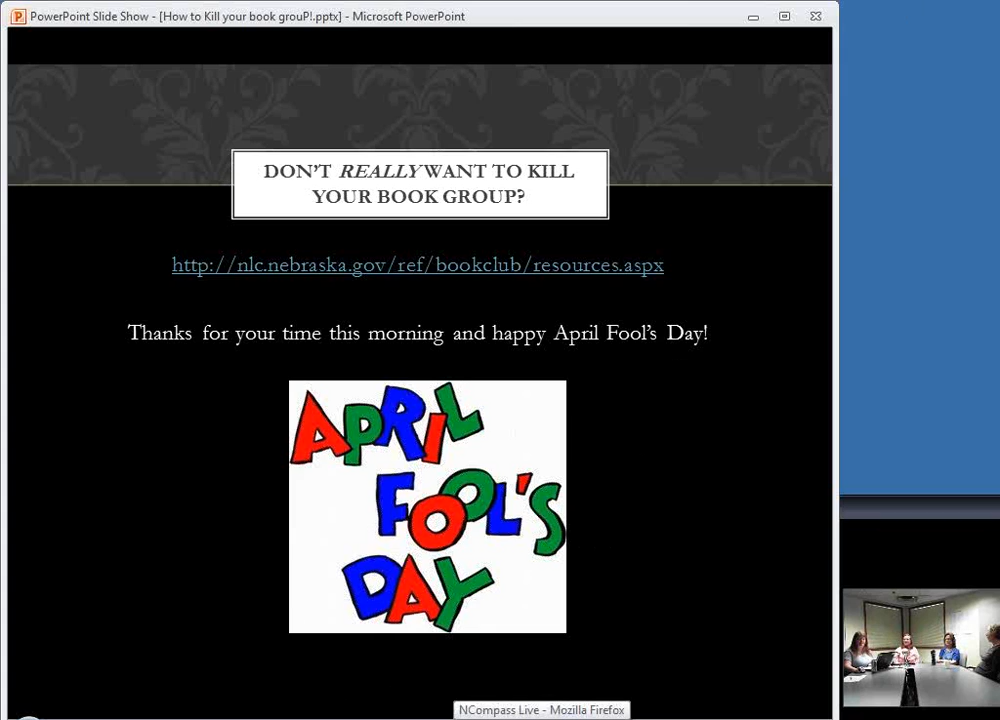 PowerPoint Slide Show - [How to Kill your book grouP!.pptx] - Microsoft PowerPoint
DON'T REALLY WANT TO KILL
YOUR BOOK GROUP?
http://nlc.nebraska.gov/ref/bookclub/resources.aspx
Thanks for your time this morning and happy April Fool's Day!
APRIL
FOOL'S
DAY
NCompass Live - Mozilla Firefox